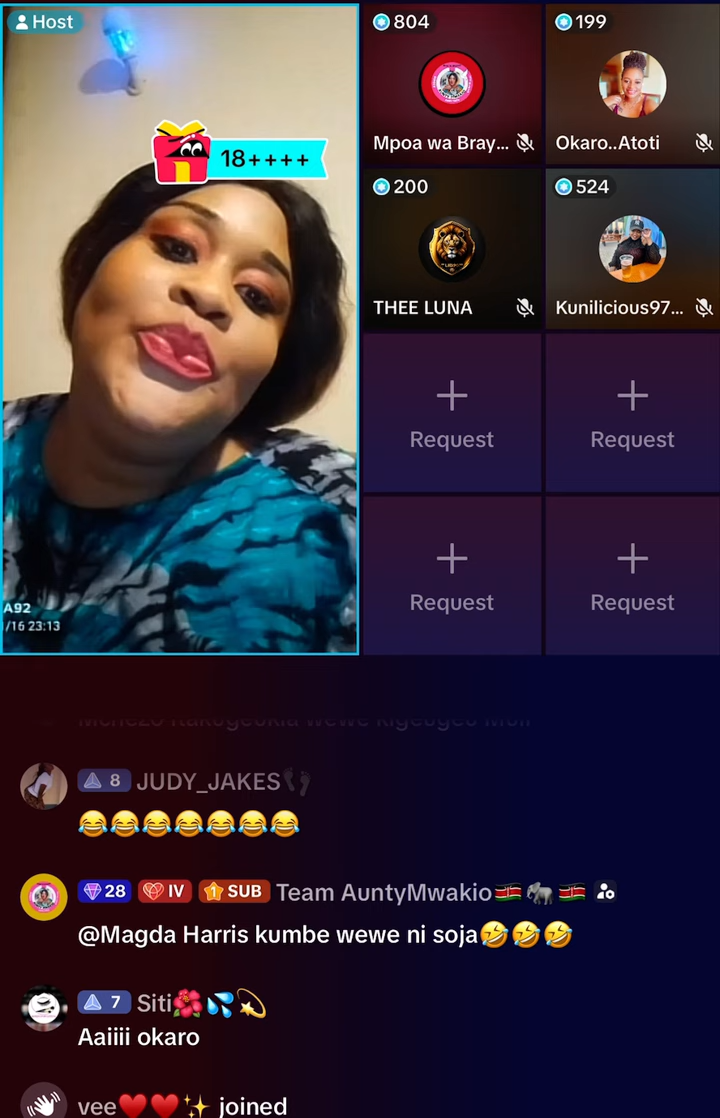 Host
18++++
A92
/16 23:13
804
Mpoa wa Bray...
199
Okaro..Atoti
200
THEE LUNA
524
Kunilicious97...
Request
Request
Request
Request
8 JUDY_JAKES👣
😂😂😂😂😂😂😂
28 IV 1 SUB Team AuntyMwakio🇰🇪🐘🇰🇪
@Magda Harris kumbe wewe ni soja🤣🤣🤣
7 Siti🌺💦💫
Aaiiii okaro
vee❤️❤️✨ joined